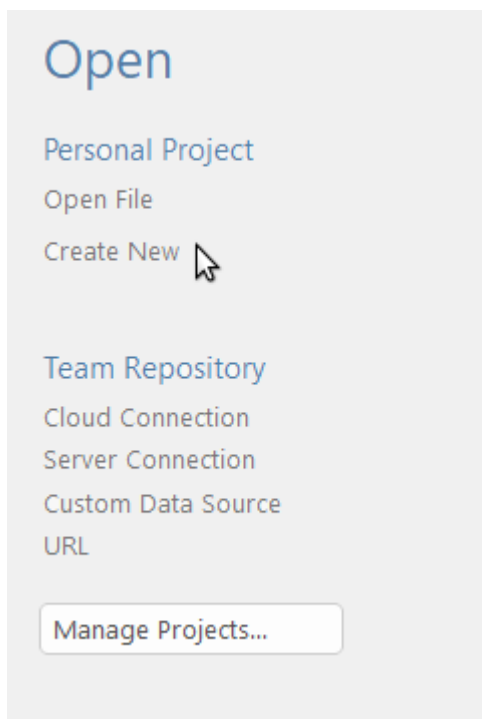 Open
Personal Project
Open File
Create New
Team Repository
Cloud Connection
Server Connection
Custom Data Source
URL
Manage Projects...